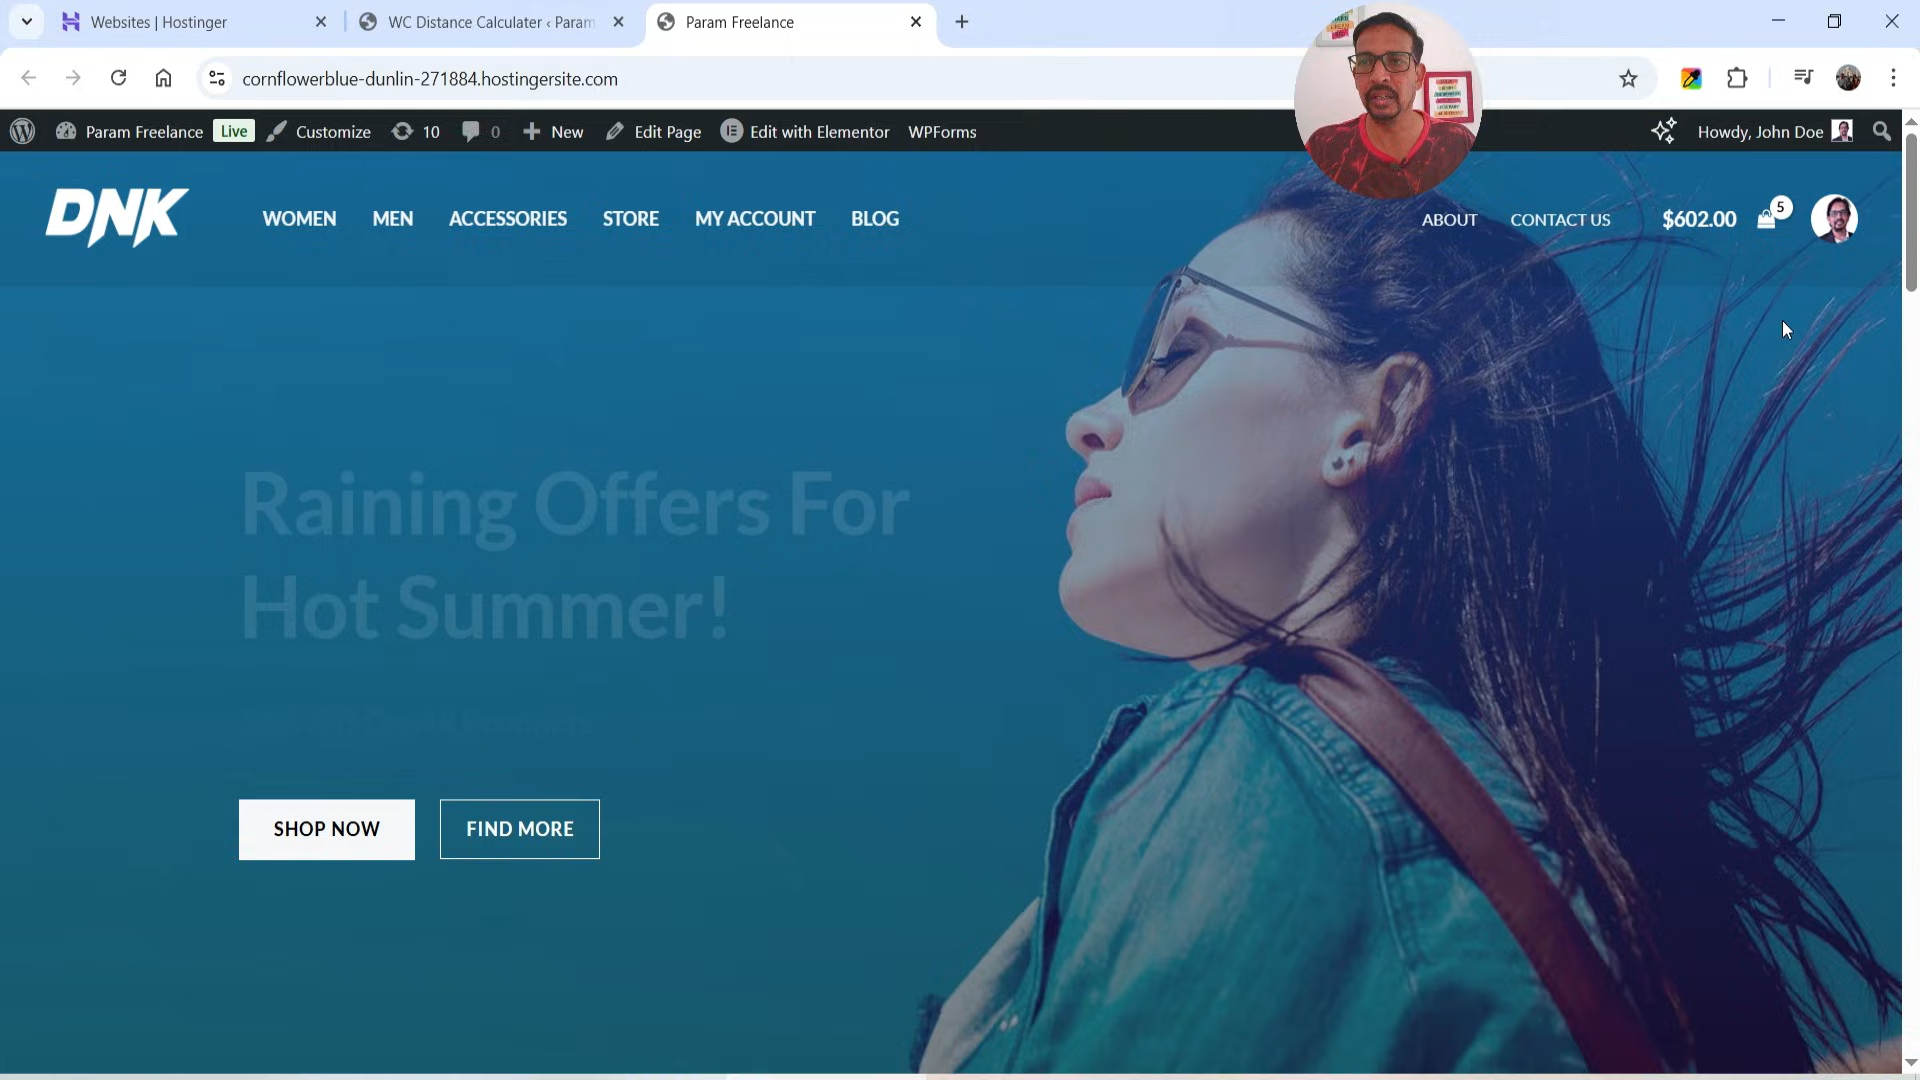 Websites | Hostinger
WC Distance Calculater ‹ Param
Param Freelance
cornflowerblue-dunlin-271884.hostingersite.com
Param Freelance Live Customize 10 0 New Edit Page Edit with Elementor WPForms Howdy, John Doe
DNK WOMEN MEN ACCESSORIES STORE MY ACCOUNT BLOG ABOUT CONTACT US $602.00 5
Raining Offers For
Hot Summer!
SHOP NOW FIND MORE